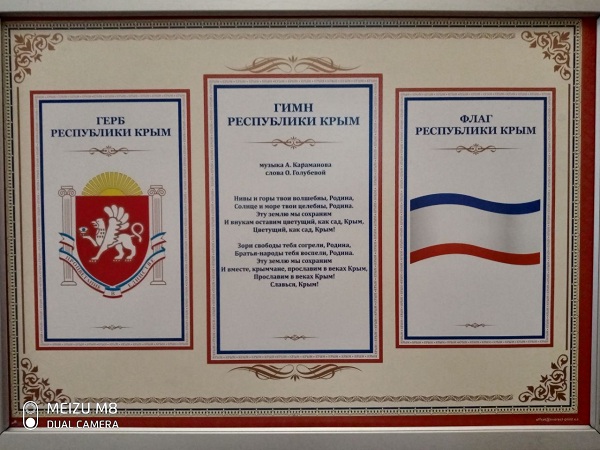 ГЕРБ
РЕСПУБЛИКИ КРЫМ
ГИМН
РЕСПУБЛИКИ КРЫМ
музыка А. Караманова
слова О. Голубевой
Нивы и горы твои волшебны, Родина,
Солнце и море твои целебны, Родина.
Эту землю мы сохраним
И внукам оставим цветущий, как сад, Крым,
Цветущий, как сад, Крым!
Зори свободы тебя согрели, Родина,
Братья-народы тебя воспели, Родина.
Эту землю мы сохраним
И вместе, крымчане, прославим в веках Крым,
Прославим в веках Крым!
Славься, Крым!
ФЛАГ
РЕСПУБЛИКИ КРЫМ
MEIZU M8
DUAL CAMERA